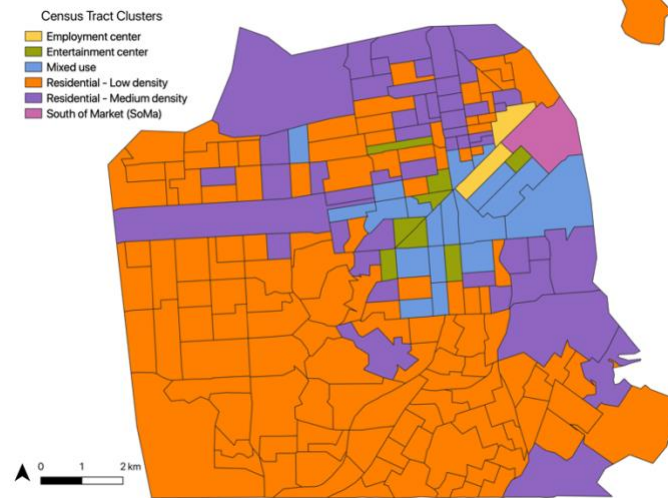 Census Tract Clusters
Employment center
Entertainment center
Mixed use
Residential - Low density
Residential - Medium density
South of Market (SoMa)
0 1 2 km